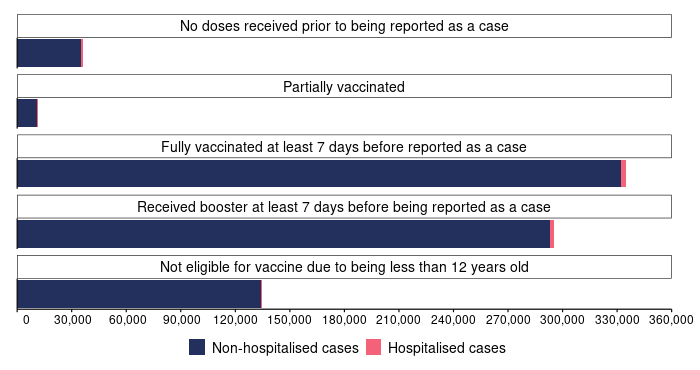 No doses received prior to being reported as a case
Partially vaccinated
Fully vaccinated at least 7 days before reported as a case
Received booster at least 7 days before being reported as a case
Not eligible for vaccine due to being less than 12 years old
0 30,000 60,000 90,000 120,000 150,000 180,000 210,000 240,000 270,000 300,000 330,000 360,000
Non-hospitalised cases Hospitalised cases